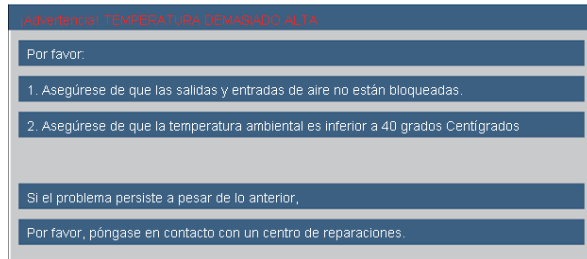 ¡Advertencia! TEMPERATURA DEMASIADO ALTA
Por favor:
1. Asegúrese de que las salidas y entradas de aire no están bloqueadas.
2. Asegúrese de que la temperatura ambiental es inferior a 40 grados Centígrados
Si el problema persiste a pesar de lo anterior,
Por favor, póngase en contacto con un centro de reparaciones.